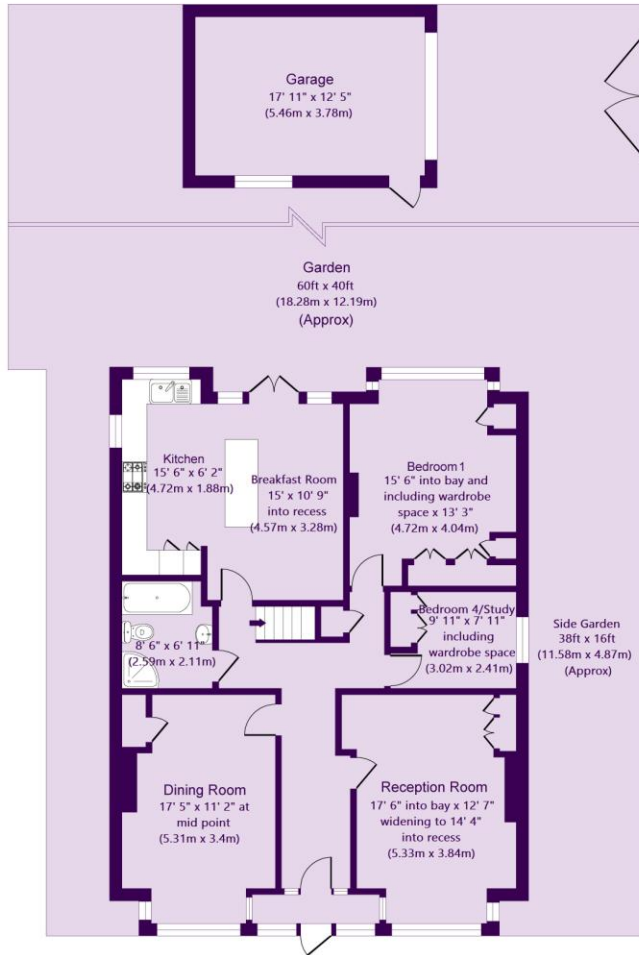 Garage
17' 11" x 12' 5"
(5.46m x 3.78m)
Garden
60ft x 40ft
(18.28m x 12.19m)
(Approx)
Kitchen
15' 6" x 6' 2"
(4.72m x 1.88m)
Breakfast Room
15' x 10' 9"
into recess
(4.57m x 3.28m)
Bedroom 1
15' 6" into bay and
including wardrobe
space x 13' 3"
(4.72m x 4.04m)
Bedroom 4/Study
9' 11" x 7' 11"
including
wardrobe space
(3.02m x 2.41m)
Side Garden
38ft x 16ft
(11.58m x 4.87m)
(Approx)
8' 6" x 6' 11"
(2.59m x 2.11m)
Dining Room
17' 5" x 11' 2" at
mid point
(5.31m x 3.4m)
Reception Room
17' 6" into bay x 12' 7"
widening to 14' 4"
into recess
(5.33m x 3.84m)